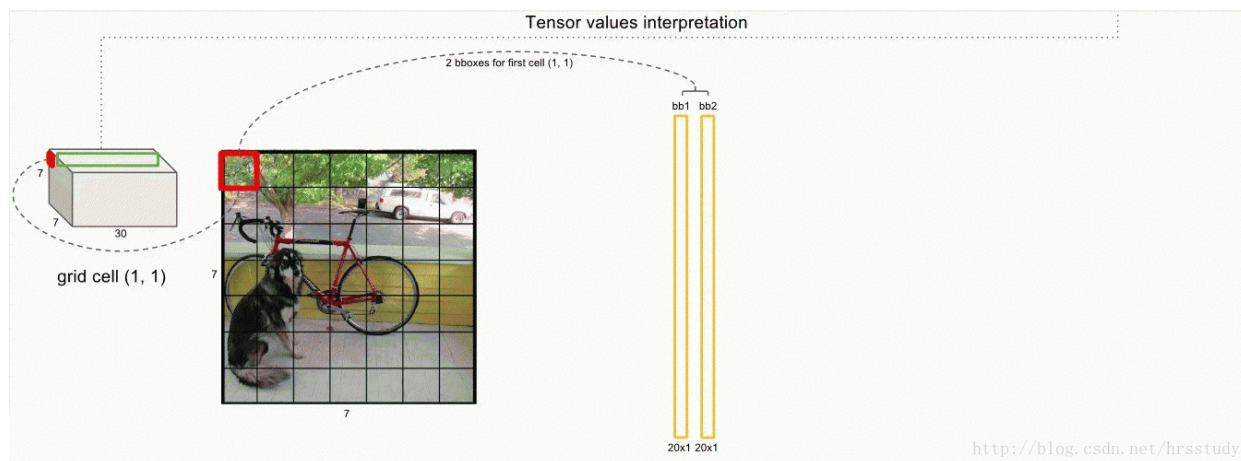 Tensor values interpretation
2 bboxes for first cell (1, 1)
bb1 bb2
7
7
30
grid cell (1, 1)
7
7
20x1 20x1
http://blog.csdn.net/hrsstudy